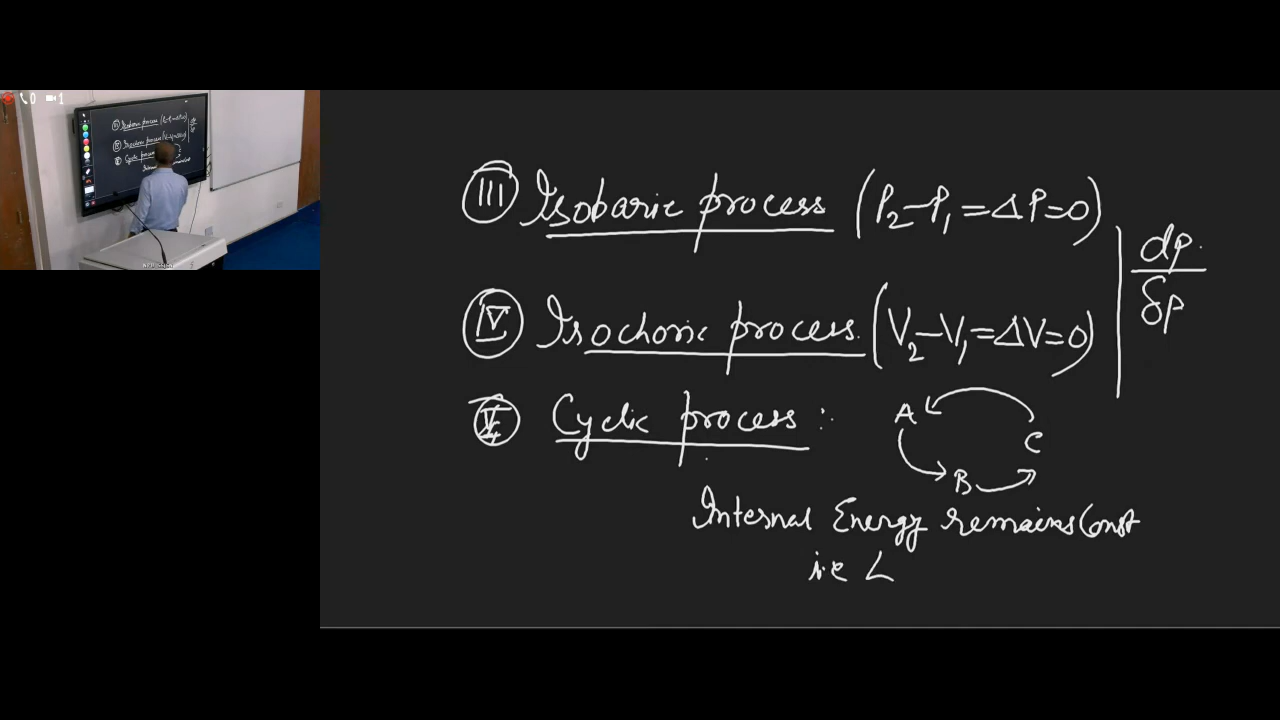 III Isobaric process (P₂-P₁=ΔP=0)
dp
δp
IV Isochoric process (V₂-V₁=ΔV=0)
V Cyclic process :
A
C
B
Internal Energy remains Const
i.e